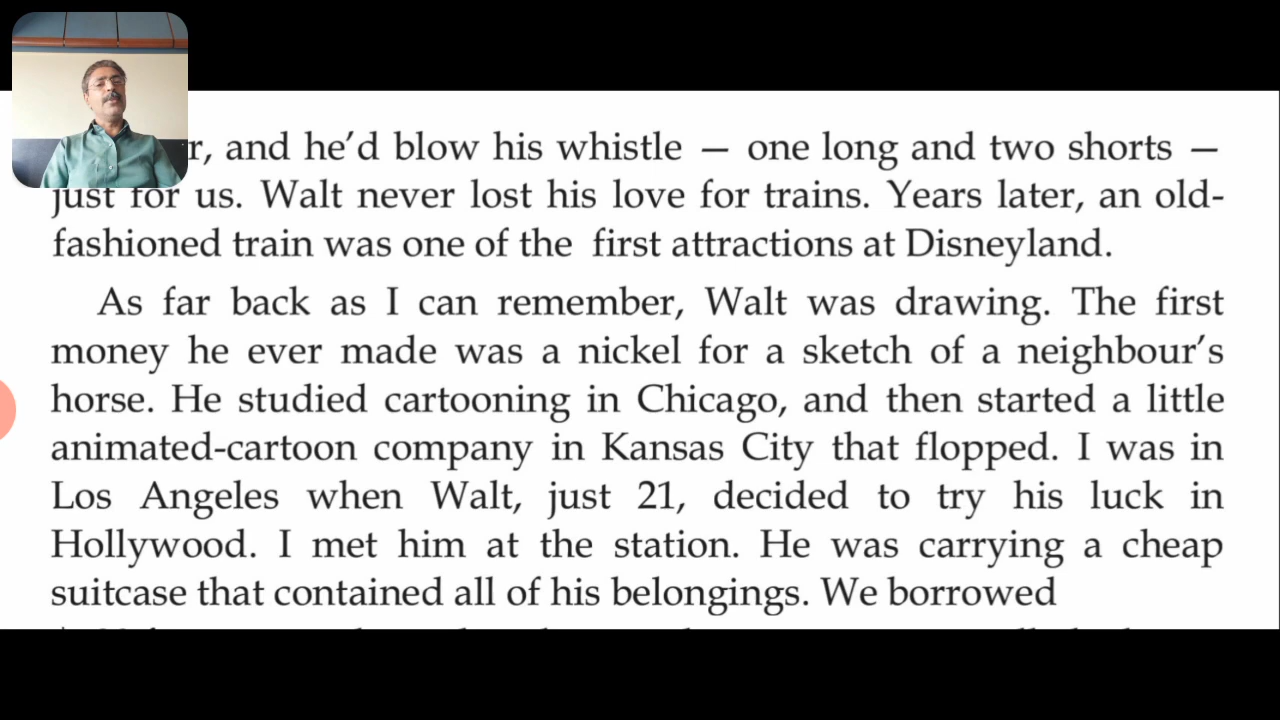 and he’d blow his whistle — one long and two shorts —
just for us. Walt never lost his love for trains. Years later, an old-
fashioned train was one of the first attractions at Disneyland.
As far back as I can remember, Walt was drawing. The first
money he ever made was a nickel for a sketch of a neighbour’s
horse. He studied cartooning in Chicago, and then started a little
animated-cartoon company in Kansas City that flopped. I was in
Los Angeles when Walt, just 21, decided to try his luck in
Hollywood. I met him at the station. He was carrying a cheap
suitcase that contained all of his belongings. We borrowed